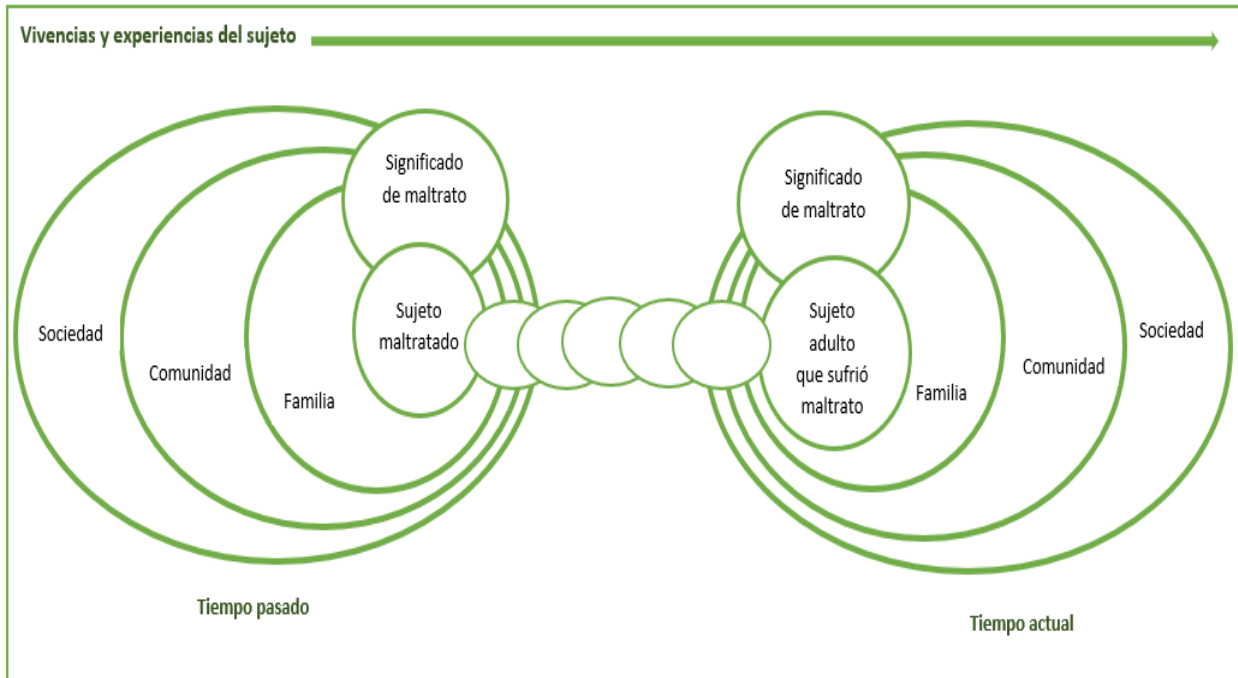 Vivencias y experiencias del sujeto
Significado
de maltrato
Sujeto
maltratado
Sociedad
Comunidad
Familia
Tiempo pasado
Significado
de maltrato
Sujeto
adulto
que sufrió
maltrato
Familia
Comunidad
Sociedad
Tiempo actual